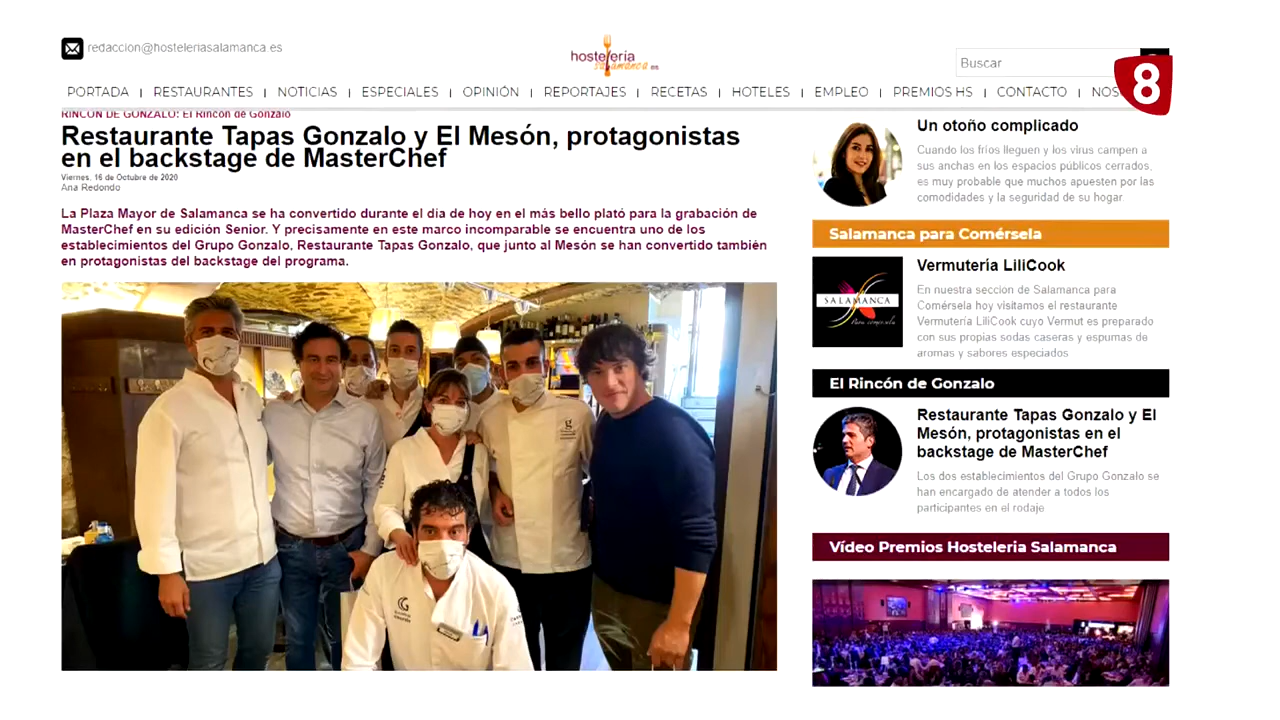 redaccion@hosteleriasalamanca.es
hostelería
salamanca.es
Buscar
8
PORTADA | RESTAURANTES | NOTICIAS | ESPECIALES | OPINIÓN | REPORTAJES | RECETAS | HOTELES | EMPLEO | PREMIOS HS | CONTACTO | NOS
RINCÓN DE GONZALO: El Rincón de Gonzalo
Restaurante Tapas Gonzalo y El Mesón, protagonistas
en el backstage de MasterChef
Viernes, 16 de Octubre de 2020
Ana Redondo
La Plaza Mayor de Salamanca se ha convertido durante el día de hoy en el más bello plató para la grabación de
MasterChef en su edición Senior. Y precisamente en este marco incomparable se encuentra uno de los
establecimientos del Grupo Gonzalo, Restaurante Tapas Gonzalo, que junto al Mesón se han convertido también
en protagonistas del backstage del programa.
Un otoño complicado
Cuando los fríos lleguen y los virus campen a
sus anchas en los espacios públicos cerrados,
es muy probable que muchos apuesten por las
comodidades y la seguridad de su hogar
Salamanca para Comérsela
SALAMANCA
Para comérsela
Vermutería LiliCook
En nuestra seccion de Salamanca para
Comérsela hoy visitamos el restaurante
Vermutería LiliCook cuyo Vermut es preparado
con sus propias sodas caseras y espumas de
aromas y sabores especiados
El Rincón de Gonzalo
Restaurante Tapas Gonzalo y El
Mesón, protagonistas en el
backstage de MasterChef
Los dos establecimientos del Grupo Gonzalo se
han encargado de atender a todos los
participantes en el rodaje
Vídeo Premios Hosteleria Salamanca